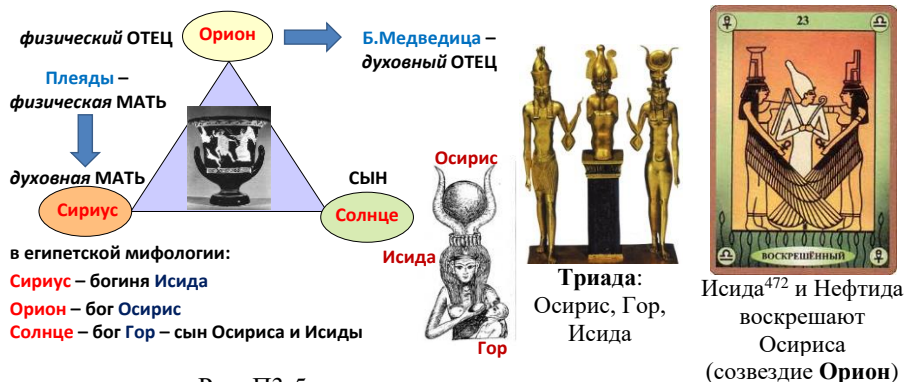 физический ОТЕЦ
Орион
Б.Медведица –
духовный ОТЕЦ
Плеяды –
физическая МАТЬ
духовная МАТЬ
Сириус
СЫН
Солнце
в египетской мифологии:
Сириус – богиня Исида
Орион – бог Осирис
Солнце – бог Гор – сын Осириса и Исиды
Осирис
Исида
Гор
Триада:
Осирис, Гор,
Исида
23
ВОСКРЕШЁННЫЙ
Исида472 и Нефтида
воскрешают
Осириса
(созвездие Орион)